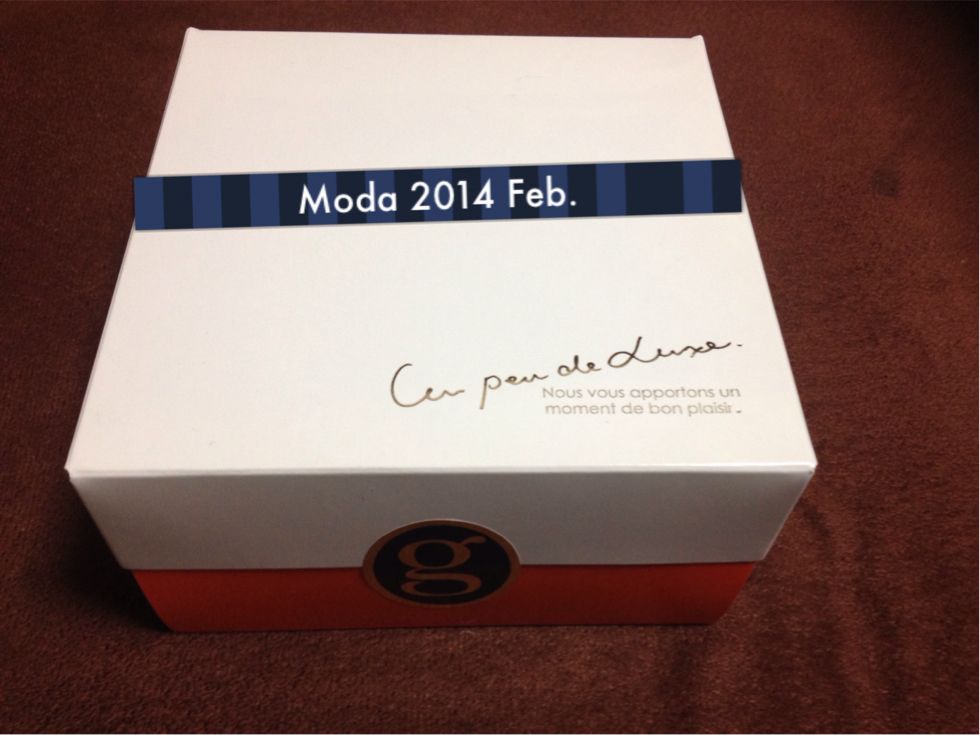 Moda 2014 Feb.
Un peu de Luxe.
Nous vous apportons un
moment de bon plaisir.
g